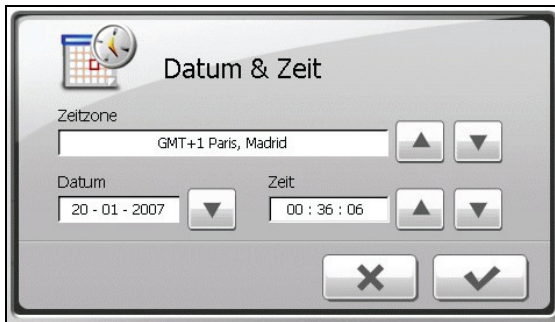 Datum & Zeit
Zeitzone
GMT+1 Paris, Madrid
Datum Zeit
20 - 01 - 2007 00 : 36 : 06